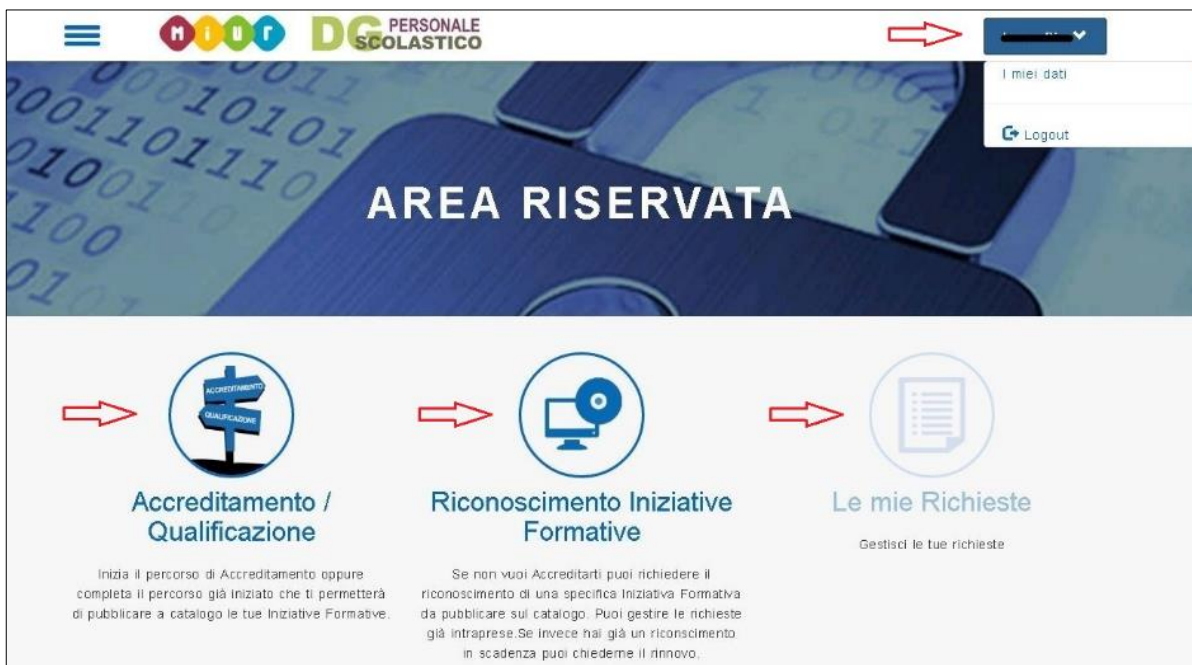 MIUR
DG PERSONALE
SCOLASTICO
I miei dati
Logout
AREA RISERVATA
ACCREDITAMENTO
QUALIFICAZIONE
Accreditamento /
Qualificazione
Inizia il percorso di Accreditamento oppure
completa il percorso già iniziato che ti permetterà
di pubblicare a catalogo le tue Iniziative Formative.
Riconoscimento Iniziative
Formative
Se non vuoi Accreditarti puoi richiedere il
riconoscimento di una specifica Iniziativa Formativa
da pubblicare sul catalogo. Puoi gestire le richieste
già intraprese.Se invece hai già un riconscimento
in scadenza puoi chiederne il rinnovo.
Le mie Richieste
Gestisci le tue richieste